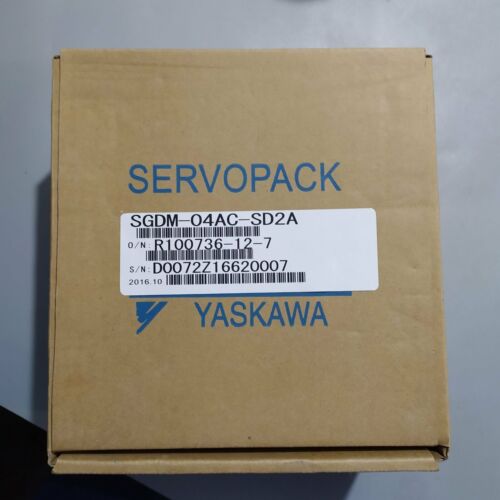 SERVOPACK
SGDM-04AC-SD2A
O/N: R100736-12-7
S/N: D0072Z16620007
2016.10
YASKAWA